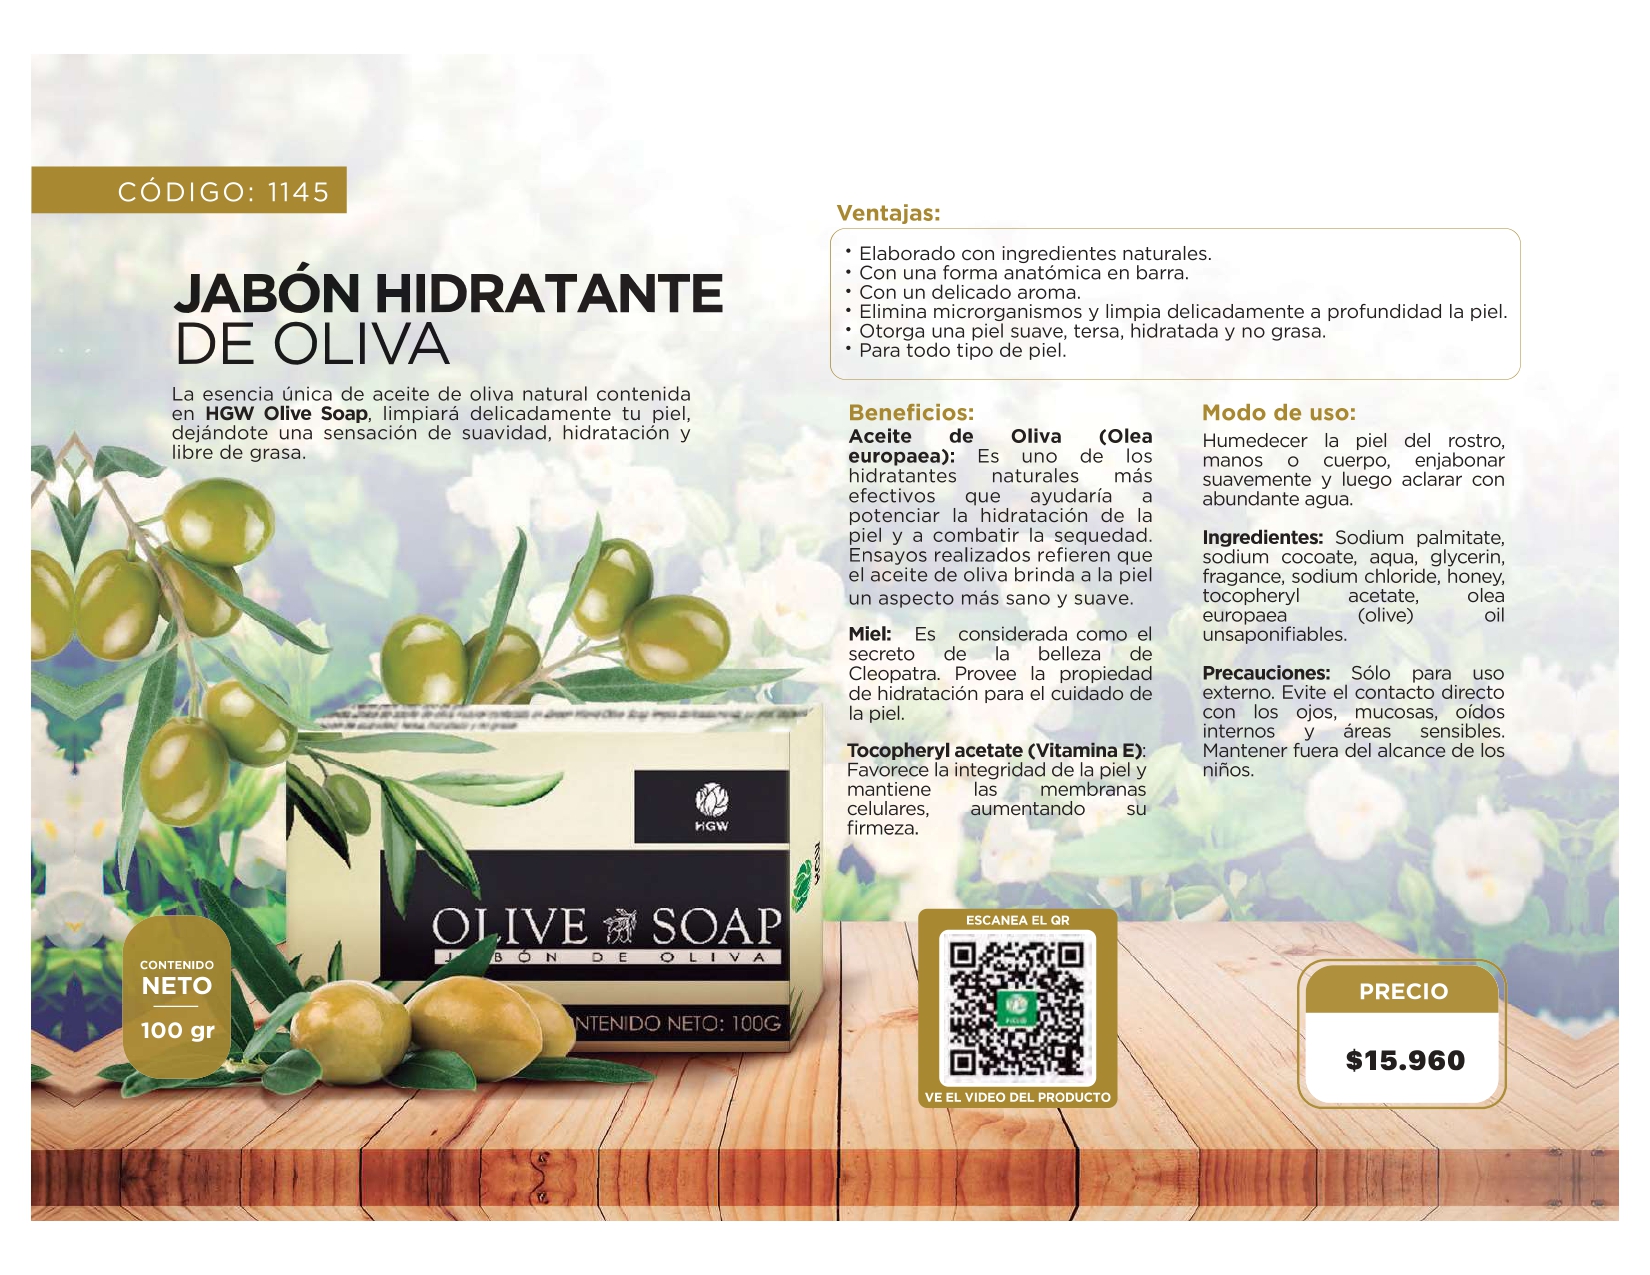 CÓDIGO: 1145
JABÓN HIDRATANTE
DE OLIVA
La esencia única de aceite de oliva natural contenida
en HGW Olive Soap, limpiará delicadamente tu piel,
dejándote una sensación de suavidad, hidratación y
libre de grasa.
HGW
OLIVE SOAP
JABÓN DE OLIVA
NTENIDO NETO: 100G
HGW
CONTENIDO
NETO
100 gr
Ventajas:
• Elaborado con ingredientes naturales.
• Con una forma anatómica en barra.
• Con un delicado aroma.
• Elimina microrganismos y limpia delicadamente a profundidad la piel.
• Otorga una piel suave, tersa, hidratada y no grasa.
• Para todo tipo de piel.
Beneficios:
Aceite de Oliva (Olea
europaea): Es uno de los
hidratantes naturales más
efectivos que ayudaría a
potenciar la hidratación de la
piel y a combatir la sequedad.
Ensayos realizados refieren que
el aceite de oliva brinda a la piel
un aspecto más sano y suave.
Miel: Es considerada como el
secreto de la belleza de
Cleopatra. Provee la propiedad
de hidratación para el cuidado de
la piel.
Tocopheryl acetate (Vitamina E):
Favorece la integridad de la piel y
mantiene las membranas
celulares, aumentando su
firmeza.
Modo de uso:
Humedecer la piel del rostro,
manos o cuerpo, enjabonar
suavemente y luego aclarar con
abundante agua.
Ingredientes: Sodium palmitate,
sodium cocoate, aqua, glycerin,
fragance, sodium chloride, honey,
tocopheryl acetate, olea
europaea (olive) oil
unsaponifiables.
Precauciones: Sólo para uso
externo. Evite el contacto directo
con los ojos, mucosas, oídos
internos y áreas sensibles.
Mantener fuera del alcance de los
niños.
ESCANEA EL QR
VE EL VIDEO DEL PRODUCTO
PRECIO
$15.960